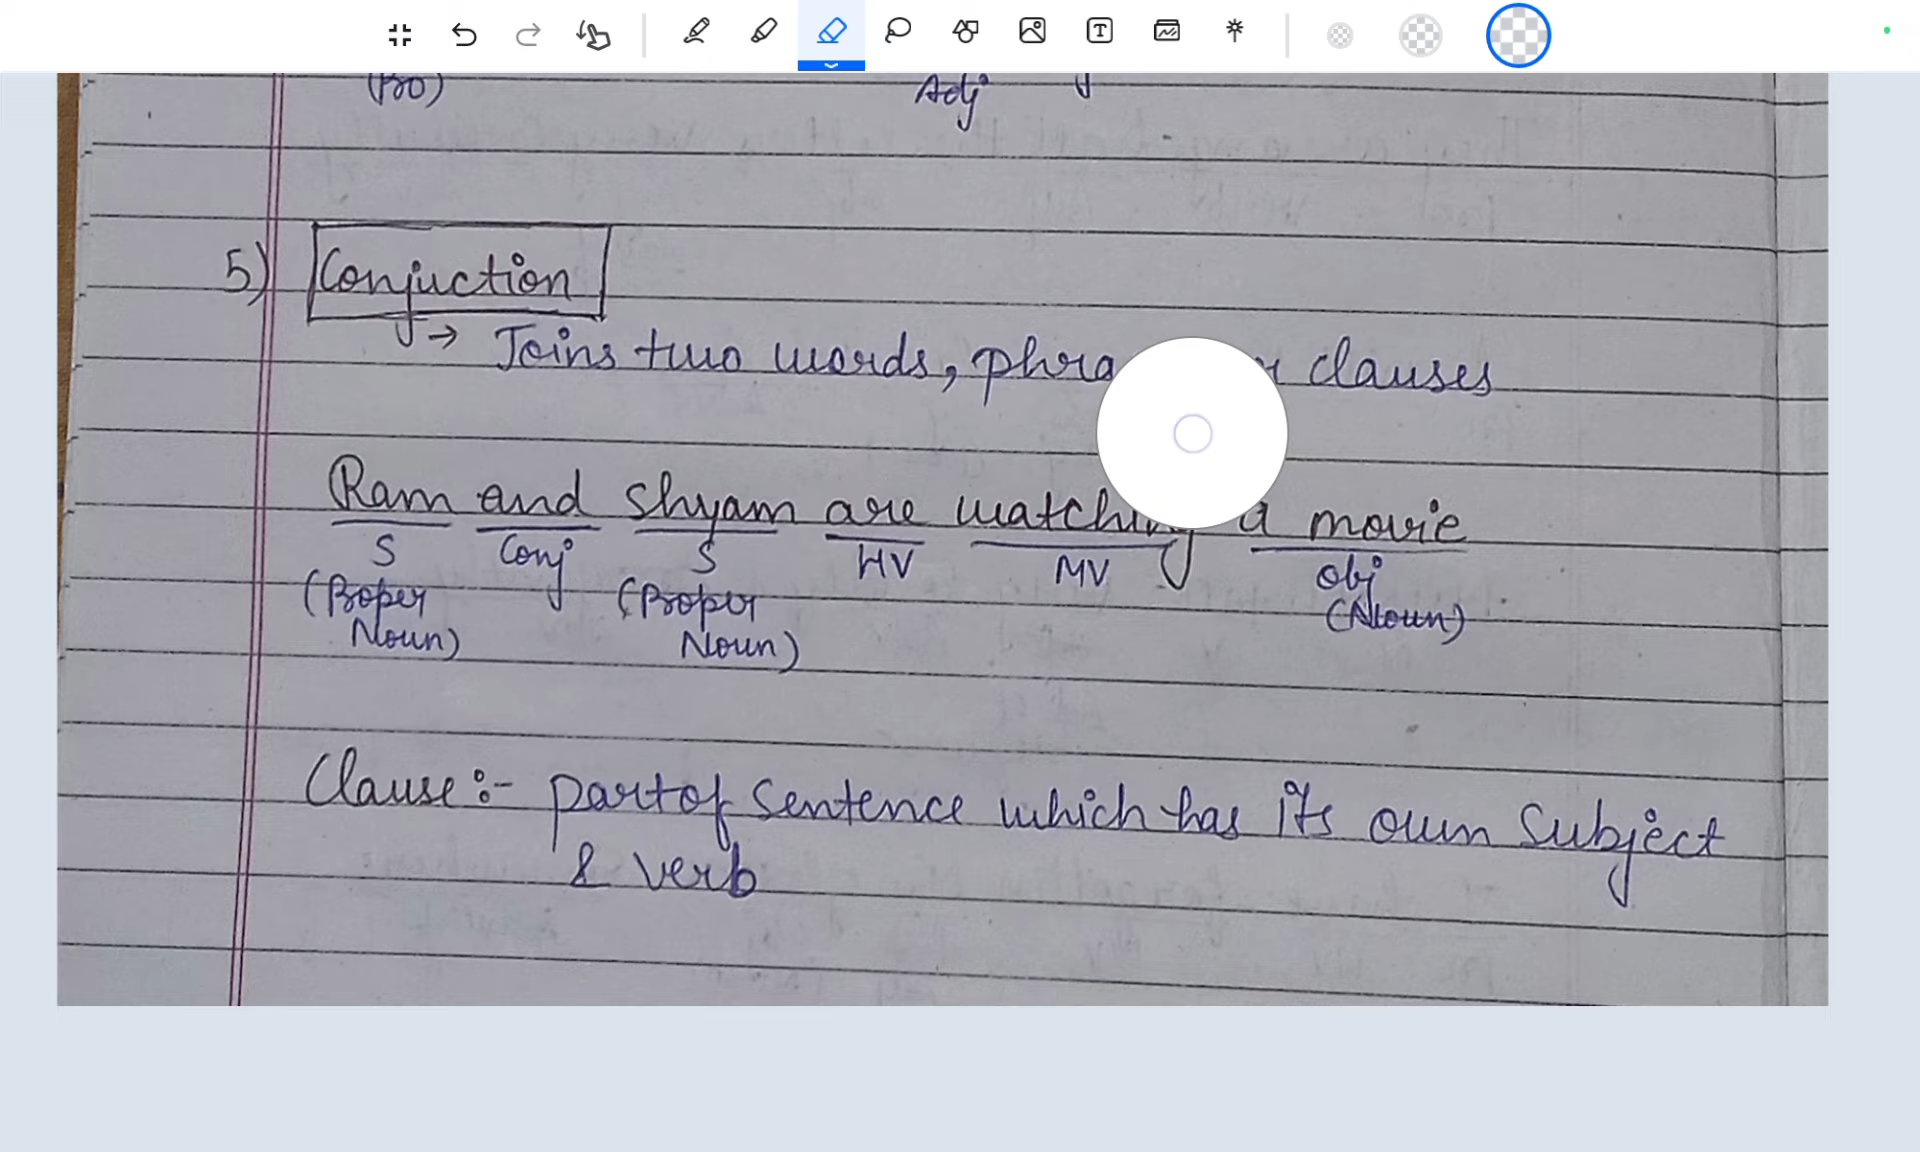 (Pro) Adj
5) Conjuction
→ Joins two words, phra clauses
Ram and shyam are watching a movie
S Conj S HV MV Obj
(Proper (Proper (Noun)
Noun) Noun)
Clause:- part of sentence which has its own subject
& verb